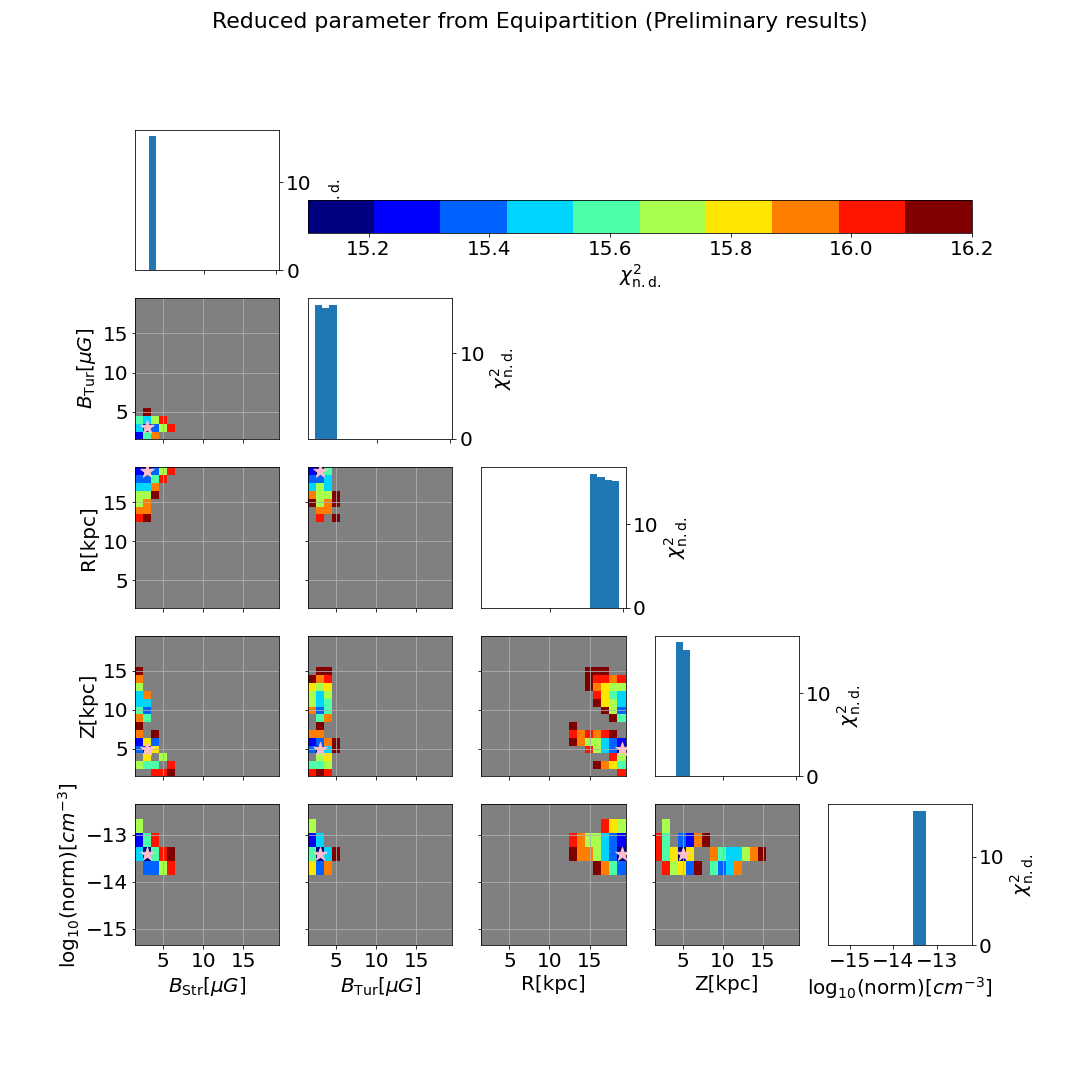 Reduced parameter from Equipartition (Preliminary results)
10
0
.d.
15.2 15.4 15.6 15.8 16.0 16.2
χ²n.d.
B_Tur[μG]
15
10
5
10
0
χ²n.d.
R[kpc]
15
10
5
10
0
χ²n.d.
Z[kpc]
15
10
5
10
0
χ²n.d.
log₁₀(norm)[cm⁻³]
−13
−14
−15
10
0
χ²n.d.
5 10 15
5 10 15
5 10 15
5 10 15
−15 −14 −13
B_Str[μG]
B_Tur[μG]
R[kpc]
Z[kpc]
log₁₀(norm)[cm⁻³]